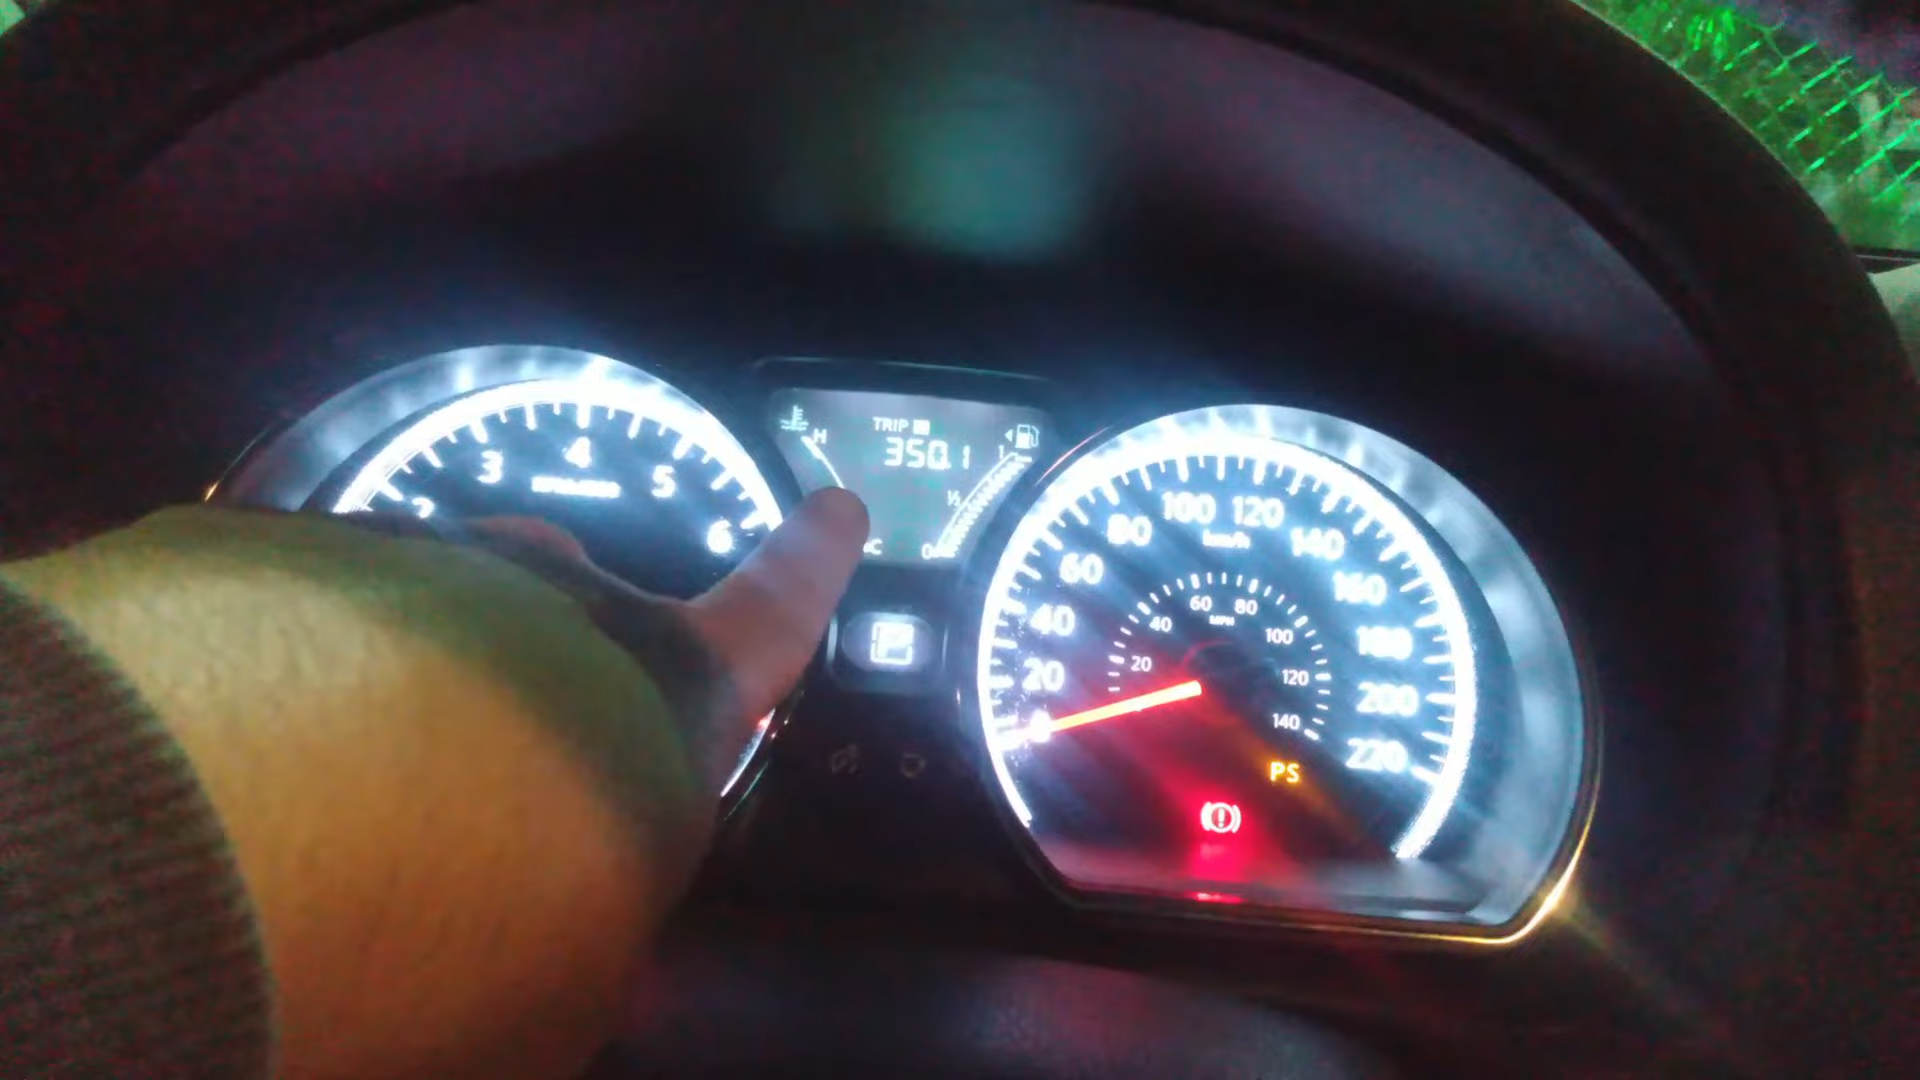 2 3 4 5 6
H
TRIP
350.1
1
½
0
C
P
0 20 40 60 80 100 120 140 160 180 200 220
km/h
20 40 60 80 100 120 140
MPH
PS